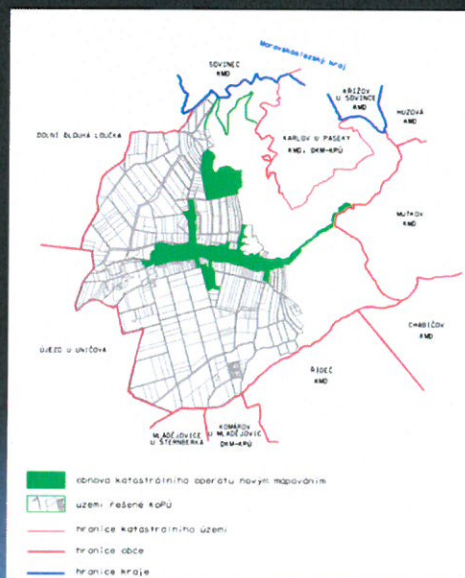 Moravskoslezský kraj
SOVINEC
KMD
KŘÍŽOV
U SOVINCE
KMD
HUZOVÁ
KMD
DOLNÍ DLOUHÁ LOUČKA
KARLOV U PASEKY
KMD, DKM-KPÚ
MUTKOV
KMD
CHABIČOV
KMD
ÚJEZD U UNIČOVA
ŘÍDEČ
KMD
MLADĚJOVICE
U ŠTERNBERKA
KOMÁROV
U MLADĚJOVIC
DKM-KPÚ
obnova katastrálního operátu novým mapováním
území řešené KoPÚ
hranice katastrálního území
hranice obce
hranice kraje